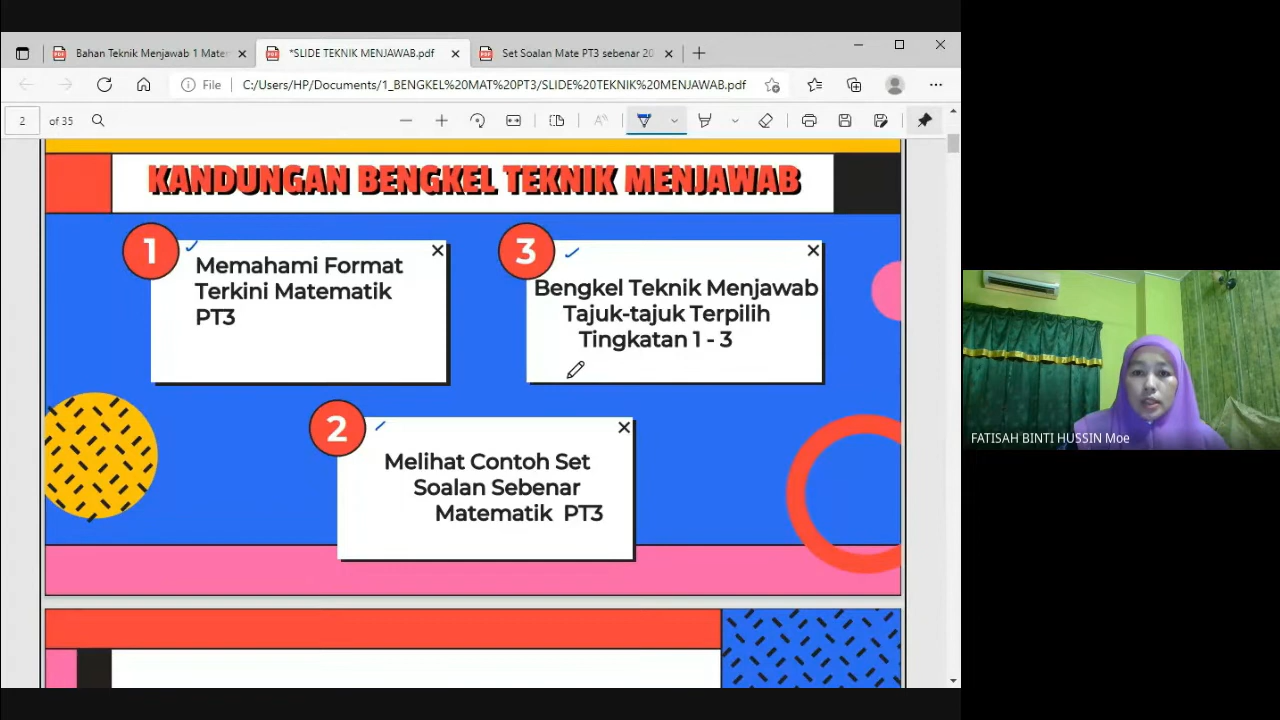 Bahan Teknik Menjawab 1 Mate
*SLIDE TEKNIK MENJAWAB.pdf
Set Soalan Mate PT3 sebenar 20
File
C:/Users/HP/Documents/1_BENGKEL%20MAT%20PT3/SLIDE%20TEKNIK%20MENJAWAB.pdf
2 of 35
KANDUNGAN BENGKEL TEKNIK MENJAWAB
1
Memahami Format
Terkini Matematik
PT3
3
Bengkel Teknik Menjawab
Tajuk-tajuk Terpilih
Tingkatan 1 - 3
2
Melihat Contoh Set
Soalan Sebenar
Matematik PT3
FATISAH BINTI HUSSIN Moe